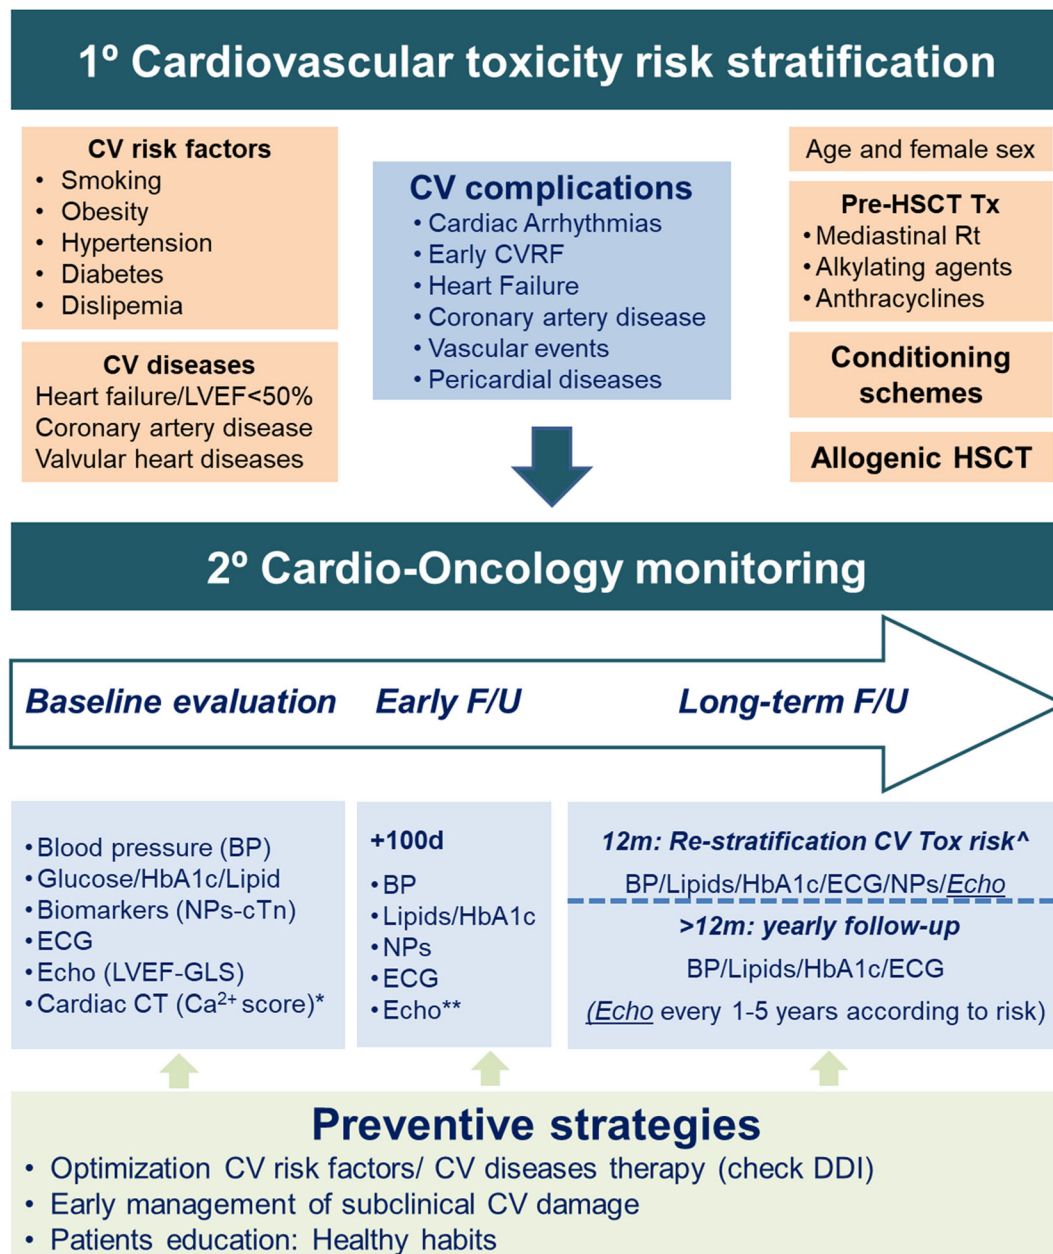 1º Cardiovascular toxicity risk stratification
CV risk factors
• Smoking
• Obesity
• Hypertension
• Diabetes
• Dislipemia
CV diseases
Heart failure/LVEF<50%
Coronary artery disease
Valvular heart diseases
CV complications
• Cardiac Arrhythmias
• Early CVRF
• Heart Failure
• Coronary artery disease
• Vascular events
• Pericardial diseases
Age and female sex
Pre-HSCT Tx
• Mediastinal Rt
• Alkylating agents
• Anthracyclines
Conditioning
schemes
Allogenic HSCT
2º Cardio-Oncology monitoring
Baseline evaluation
Early F/U
Long-term F/U
• Blood pressure (BP)
• Glucose/HbA1c/Lipid
• Biomarkers (NPs-cTn)
• ECG
• Echo (LVEF-GLS)
• Cardiac CT (Ca²⁺ score)*
+100d
• BP
• Lipids/HbA1c
• NPs
• ECG
• Echo**
12m: Re-stratification CV Tox risk^
BP/Lipids/HbA1c/ECG/NPs/Echo
>12m: yearly follow-up
BP/Lipids/HbA1c/ECG
(Echo every 1-5 years according to risk)
Preventive strategies
• Optimization CV risk factors/ CV diseases therapy (check DDI)
• Early management of subclinical CV damage
• Patients education: Healthy habits